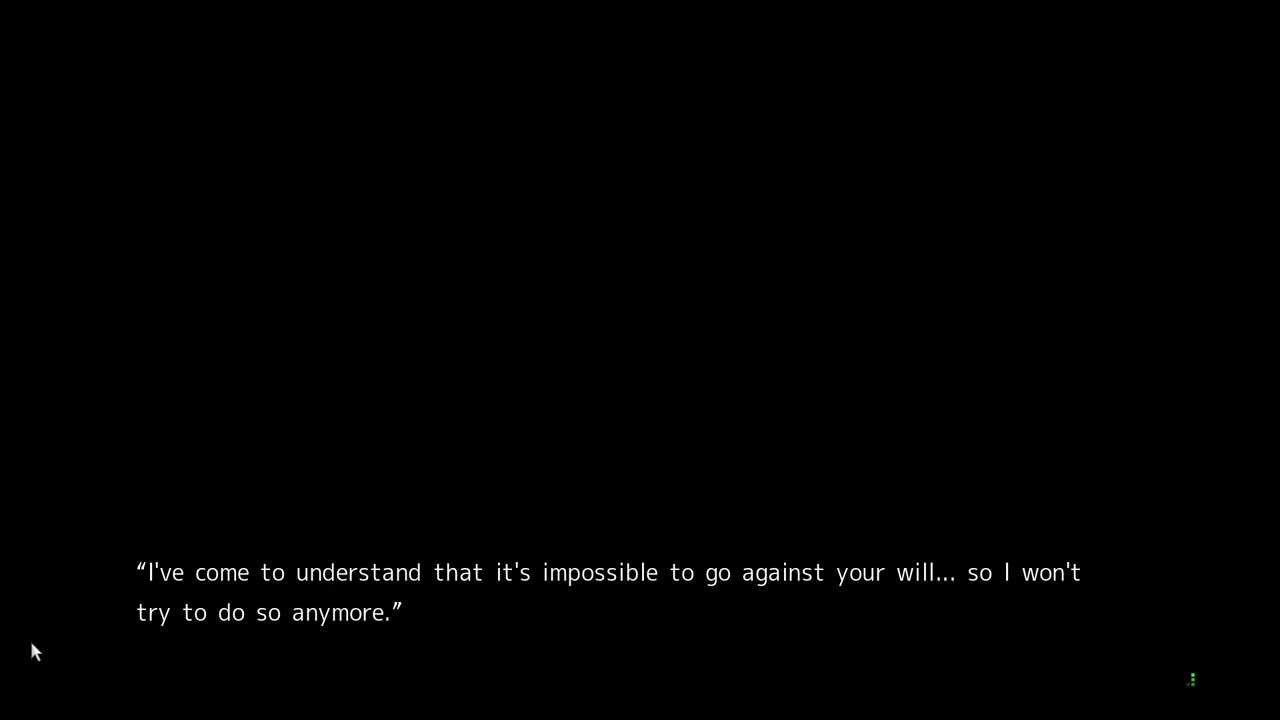 “I've come to understand that it's impossible to go against your will... so I won't
try to do so anymore.”